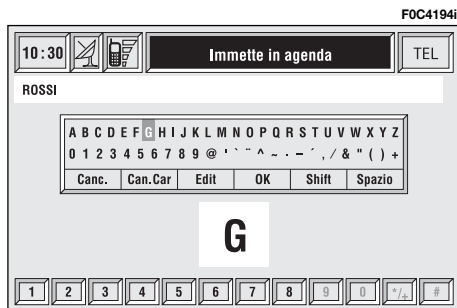 F0C4194i
10:30 Immette in agenda TEL
ROSSI
A B C D E F G H I J K L M N O P Q R S T U V W X Y Z
0 1 2 3 4 5 6 7 8 9 @ ' ` ¨ ^ ~ · – ´ , / & " ( ) +
Canc. Can.Car Edit OK Shift Spazio
G
1 2 3 4 5 6 7 8 9 0 */+ #